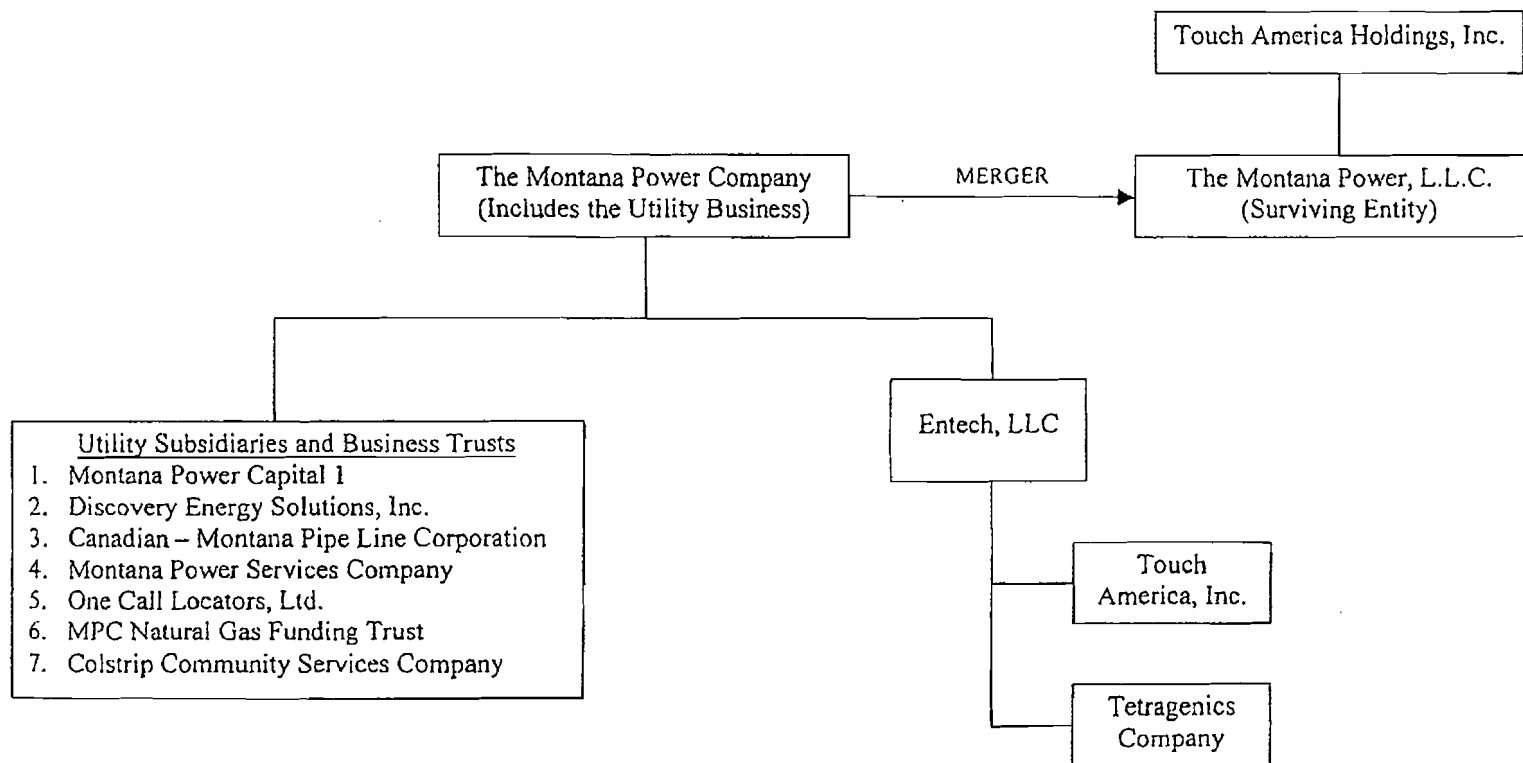 Touch America Holdings, Inc.
The Montana Power Company
(Includes the Utility Business)
MERGER
The Montana Power, L.L.C.
(Surviving Entity)
Utility Subsidiaries and Business Trusts
1. Montana Power Capital 1
2. Discovery Energy Solutions, Inc.
3. Canadian – Montana Pipe Line Corporation
4. Montana Power Services Company
5. One Call Locators, Ltd.
6. MPC Natural Gas Funding Trust
7. Colstrip Community Services Company
Entech, LLC
Touch
America, Inc.
Tetragenics
Company